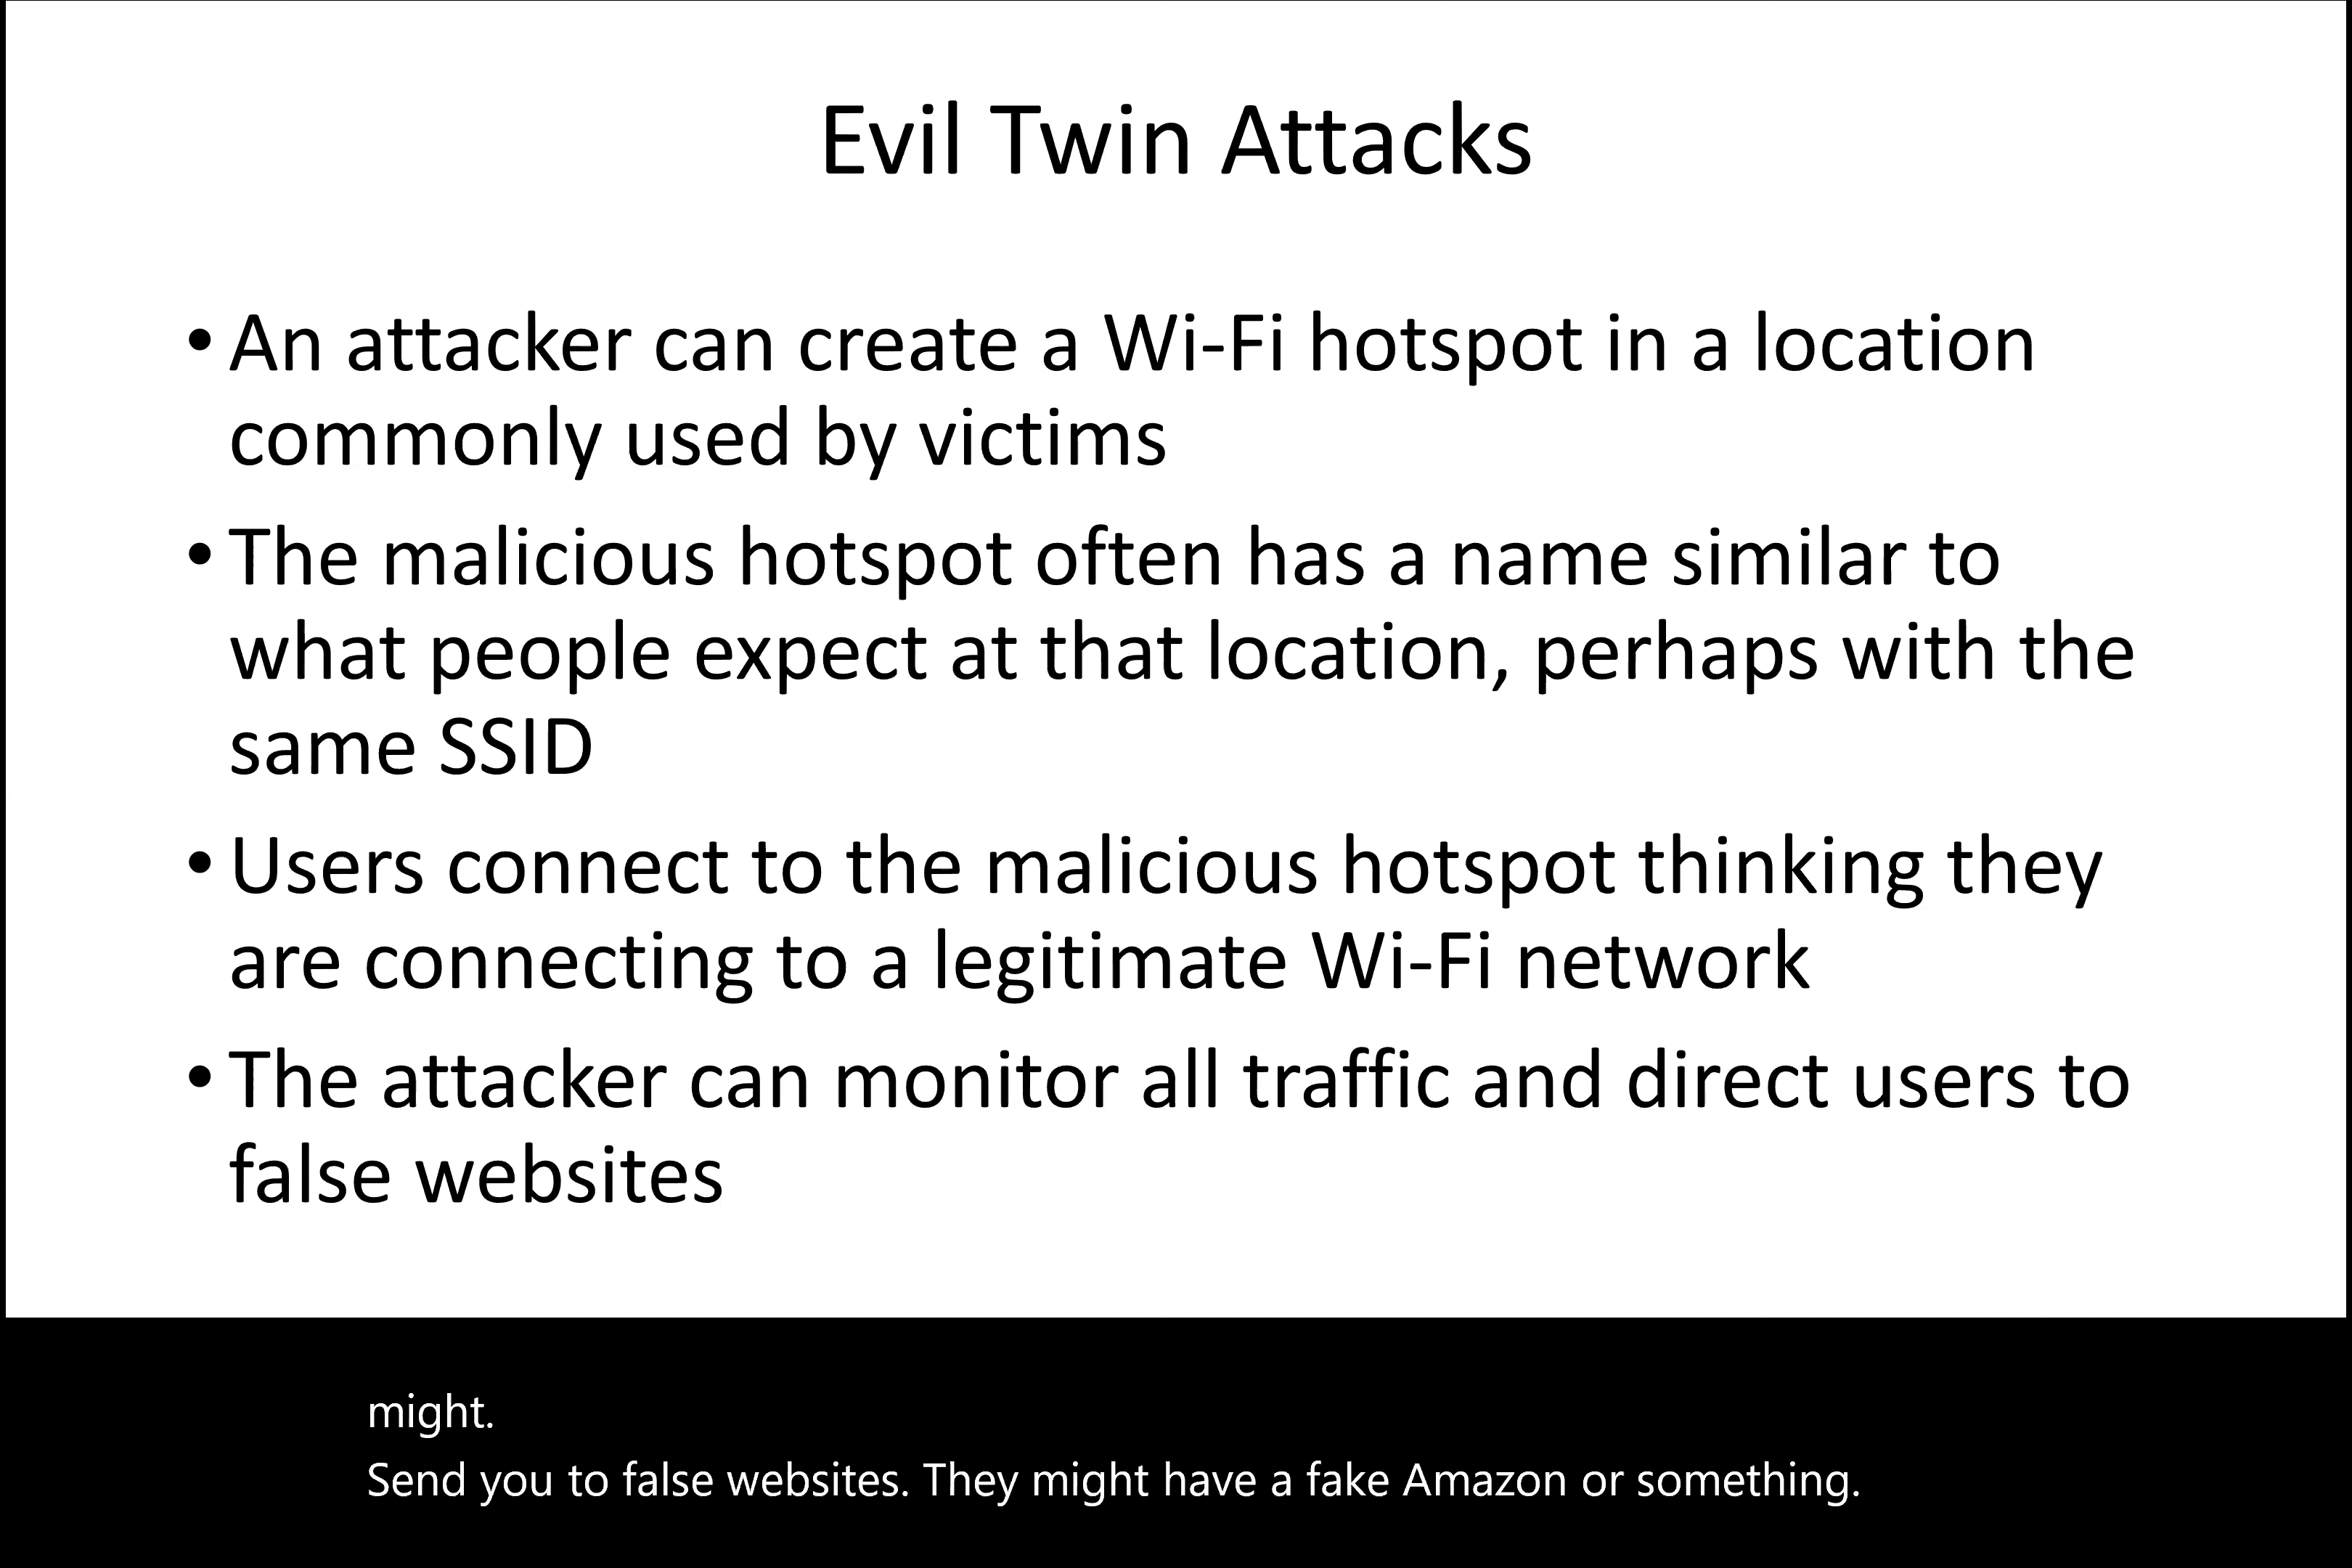 Evil Twin Attacks
• An attacker can create a Wi-Fi hotspot in a location
commonly used by victims
• The malicious hotspot often has a name similar to
what people expect at that location, perhaps with the
same SSID
• Users connect to the malicious hotspot thinking they
are connecting to a legitimate Wi-Fi network
• The attacker can monitor all traffic and direct users to
false websites
might.
Send you to false websites. They might have a fake Amazon or something.